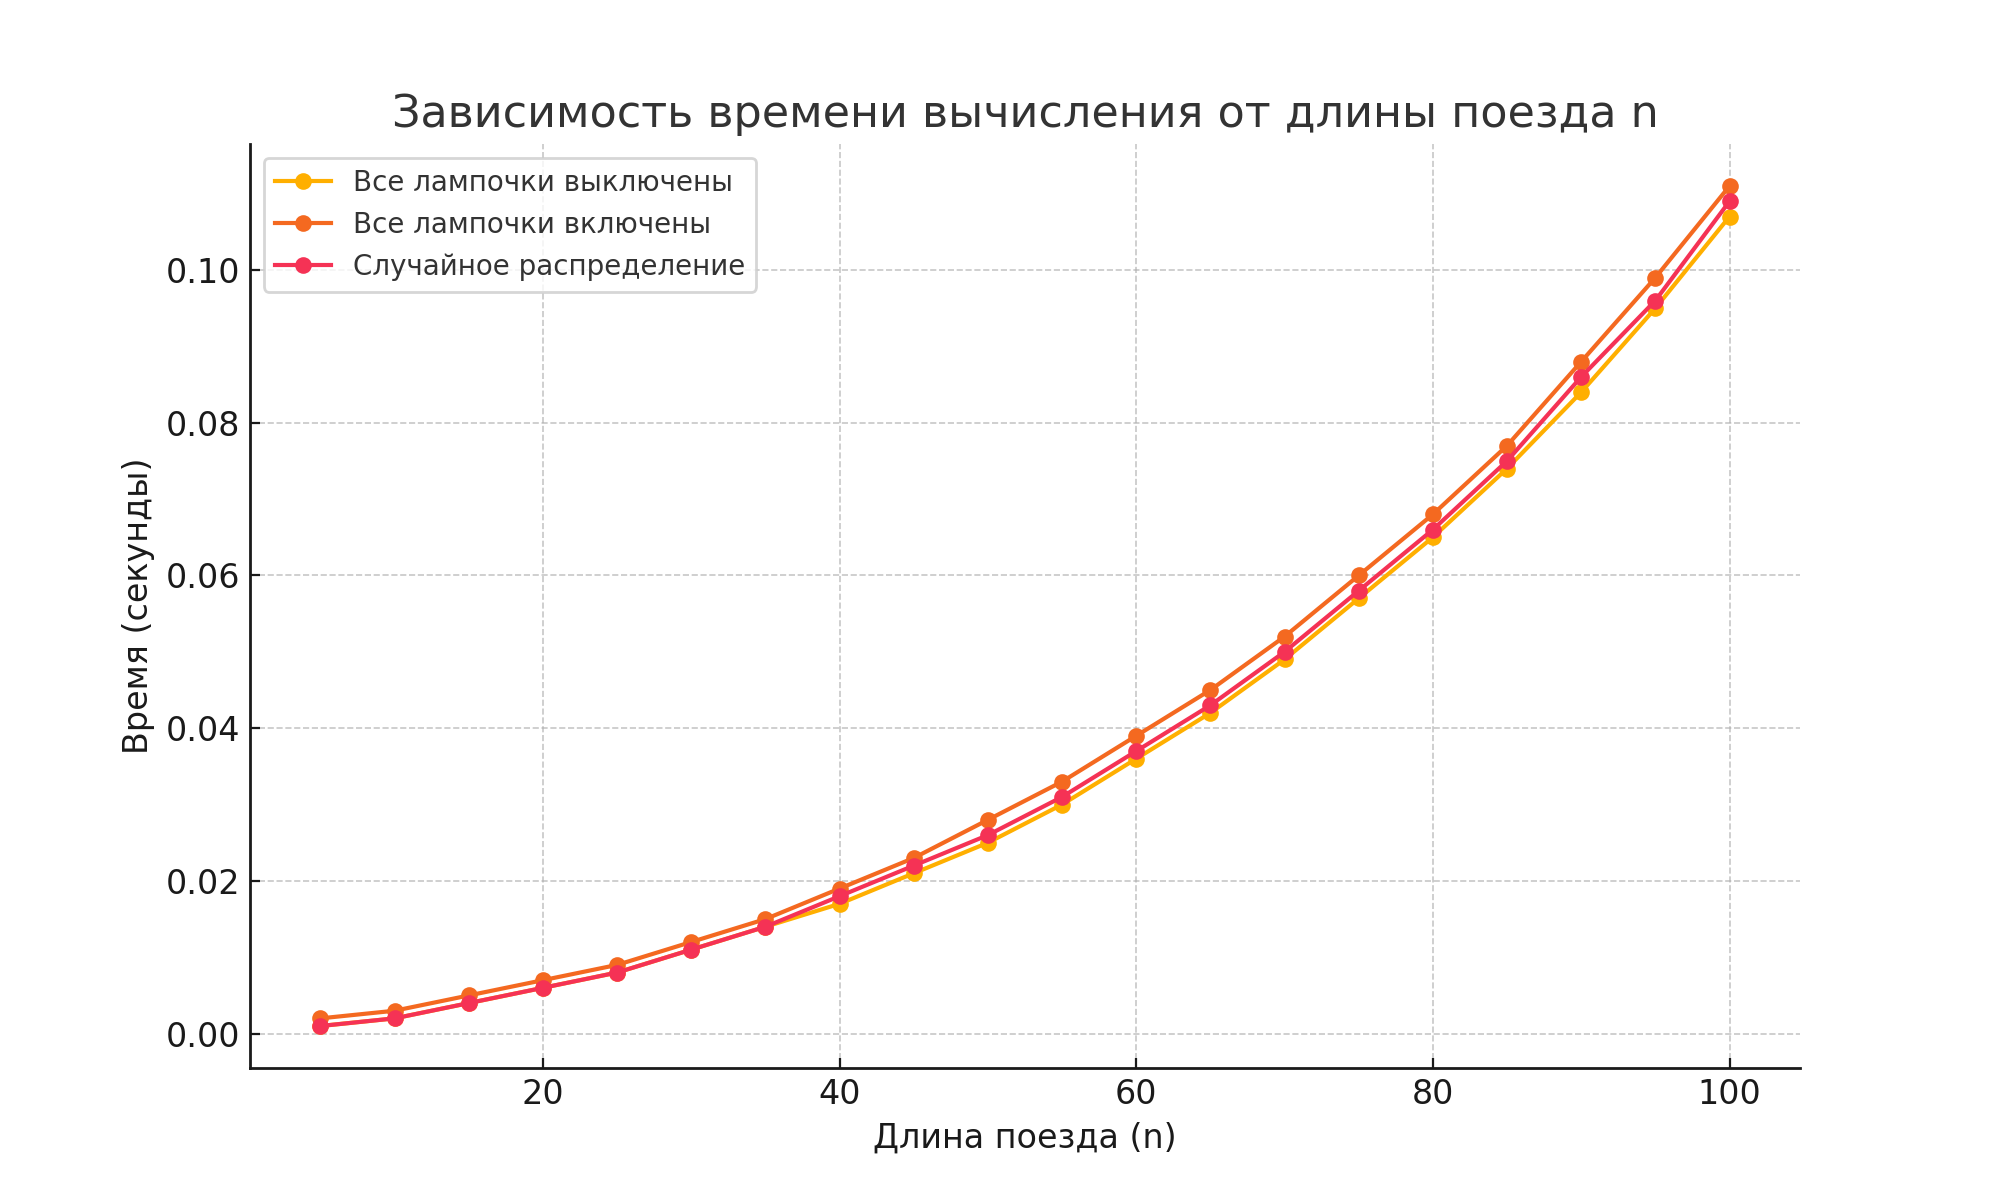 Зависимость времени вычисления от длины поезда n
Все лампочки выключены
Все лампочки включены
Случайное распределение
Время (секунды)
0.10
0.08
0.06
0.04
0.02
0.00
20 40 60 80 100
Длина поезда (n)